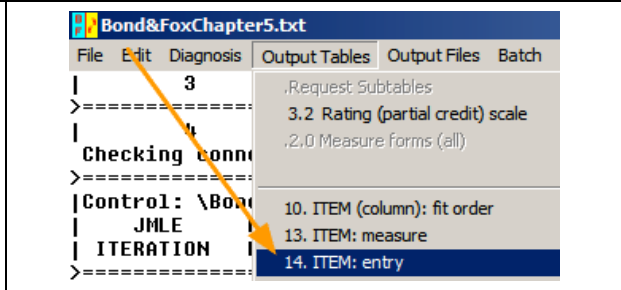 Bond&FoxChapter5.txt
File Edit Diagnosis Output Tables Output Files Batch
| 3
>==============
| 4
Checking conne
>==============
|Control: \Bond
| JMLE |
| ITERATION |
>==============
.Request Subtables
3.2 Rating (partial credit) scale
.2.0 Measure forms (all)
10. ITEM (column): fit order
13. ITEM: measure
14. ITEM: entry